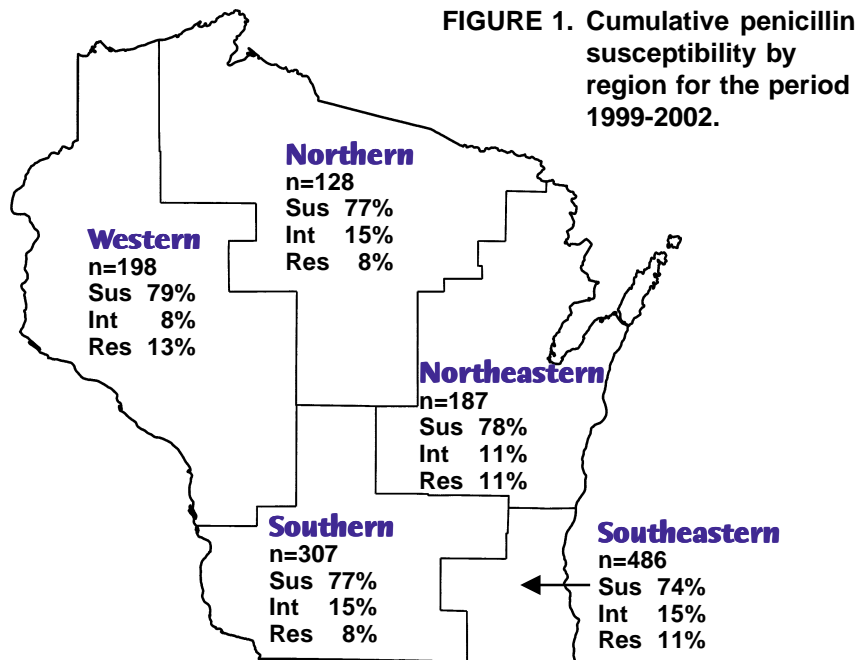 FIGURE 1. Cumulative penicillin
susceptibility by
region for the period
1999-2002.
Northern
n=128
Sus 77%
Int 15%
Res 8%
Western
n=198
Sus 79%
Int 8%
Res 13%
Northeastern
n=187
Sus 78%
Int 11%
Res 11%
Southern
n=307
Sus 77%
Int 15%
Res 8%
Southeastern
n=486
Sus 74%
Int 15%
Res 11%